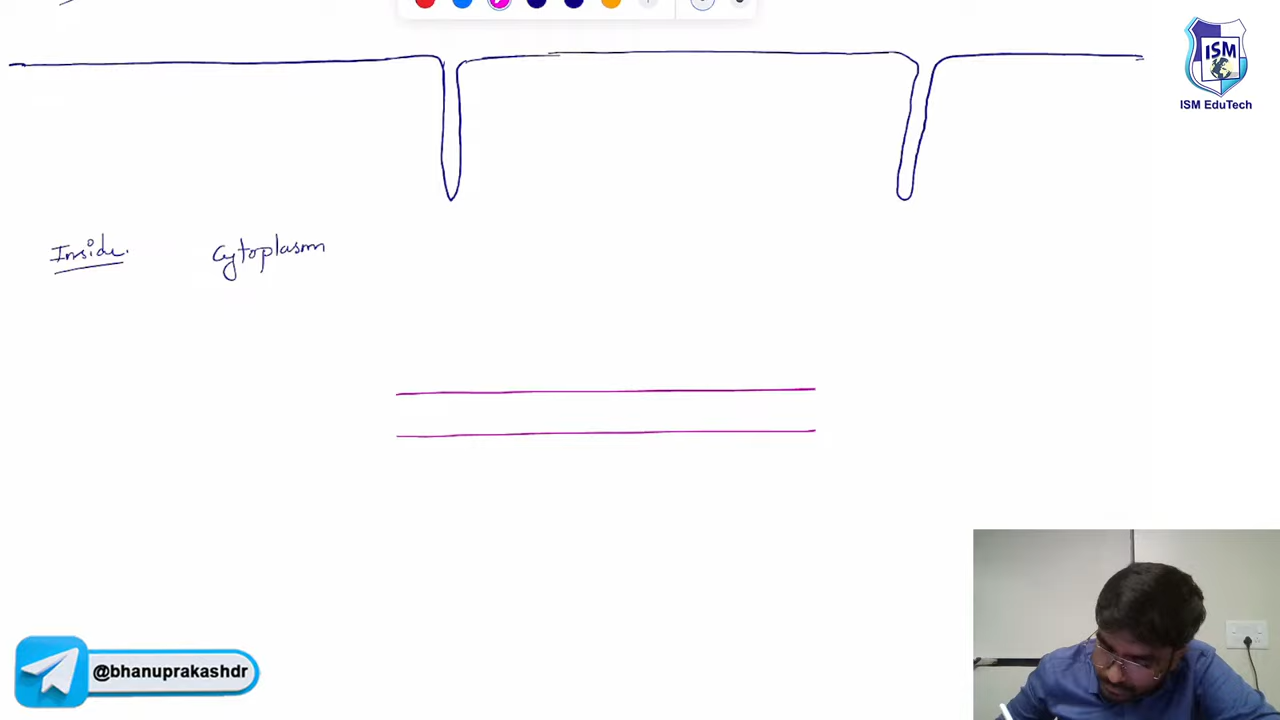 ISM
ISM EduTech
Inside.
Cytoplasm
@bhanuprakashdr